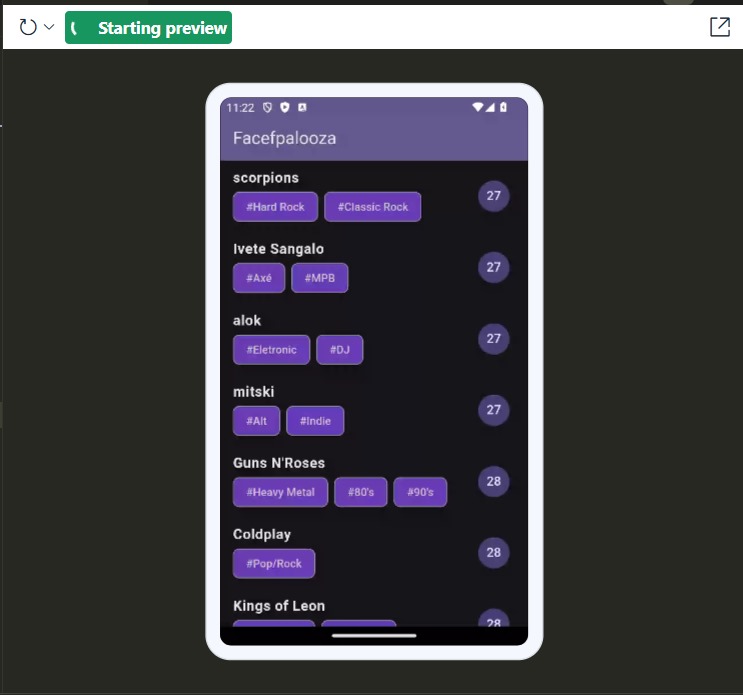 Starting preview
11:22
Facefpalooza
scorpions
#Hard Rock #Classic Rock
27
Ivete Sangalo
#Axé #MPB
27
alok
#Eletronic #DJ
27
mitski
#Alt #Indie
27
Guns N'Roses
#Heavy Metal #80's #90's
28
Coldplay
#Pop/Rock
28
Kings of Leon
28